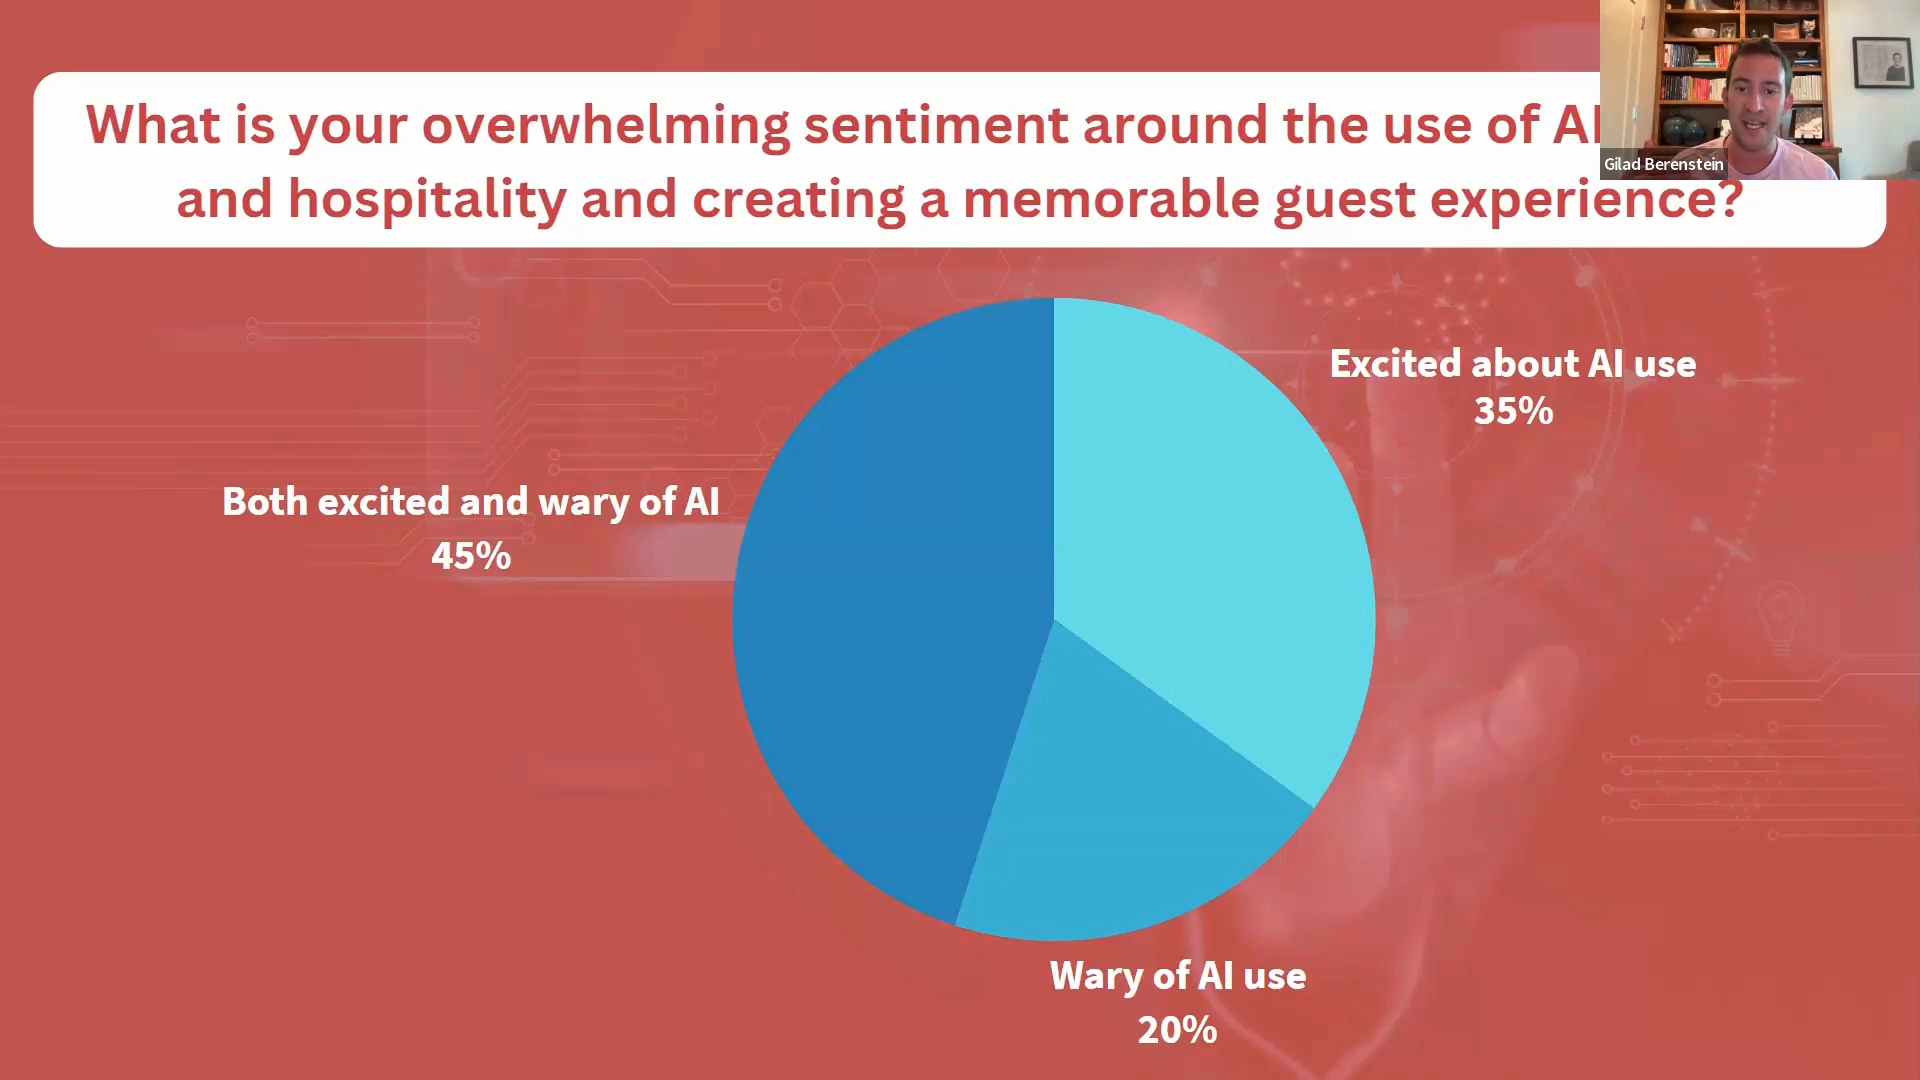 What is your overwhelming sentiment around the use of AI
and hospitality and creating a memorable guest experience?
Gilad Berenstein
Excited about AI use
35%
Both excited and wary of AI
45%
Wary of AI use
20%